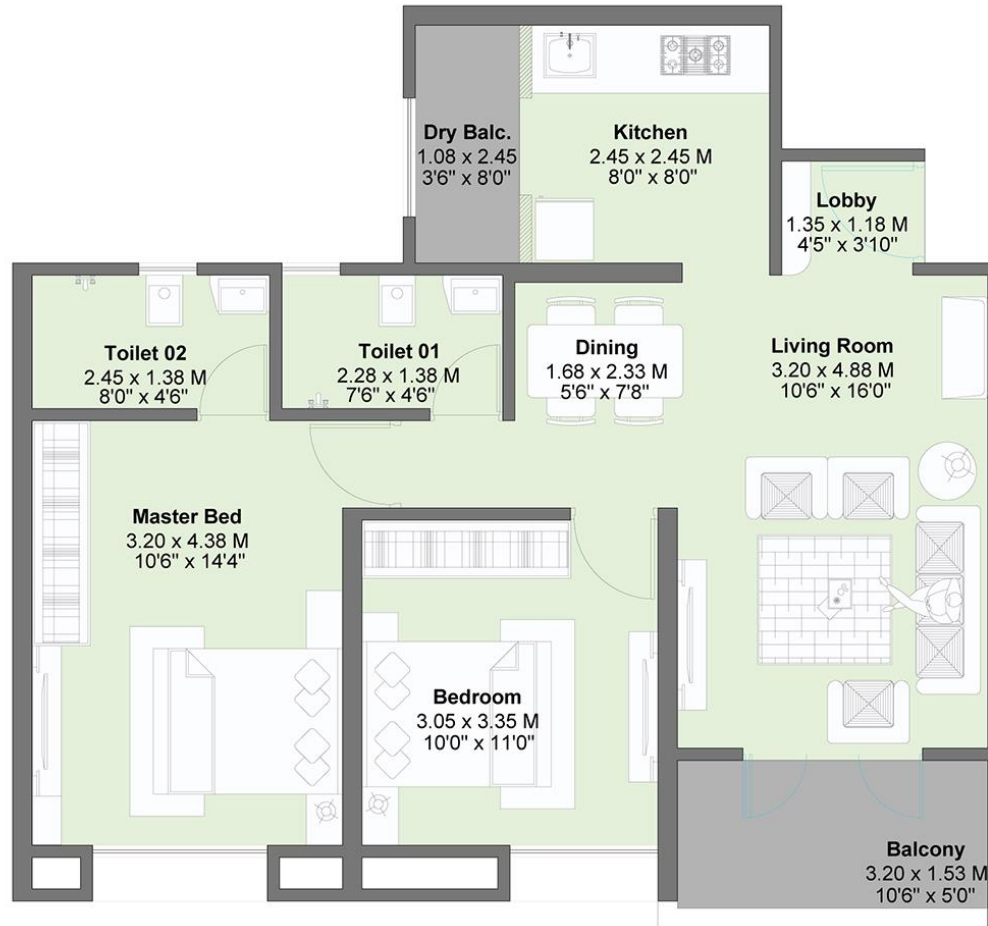 Dry Balc.
1.08 x 2.45
3'6" x 8'0"
Kitchen
2.45 x 2.45 M
8'0" x 8'0"
Lobby
1.35 x 1.18 M
4'5" x 3'10"
Toilet 02
2.45 x 1.38 M
8'0" x 4'6"
Toilet 01
2.28 x 1.38 M
7'6" x 4'6"
Dining
1.68 x 2.33 M
5'6" x 7'8"
Living Room
3.20 x 4.88 M
10'6" x 16'0"
Master Bed
3.20 x 4.38 M
10'6" x 14'4"
Bedroom
3.05 x 3.35 M
10'0" x 11'0"
Balcony
3.20 x 1.53 M
10'6" x 5'0"